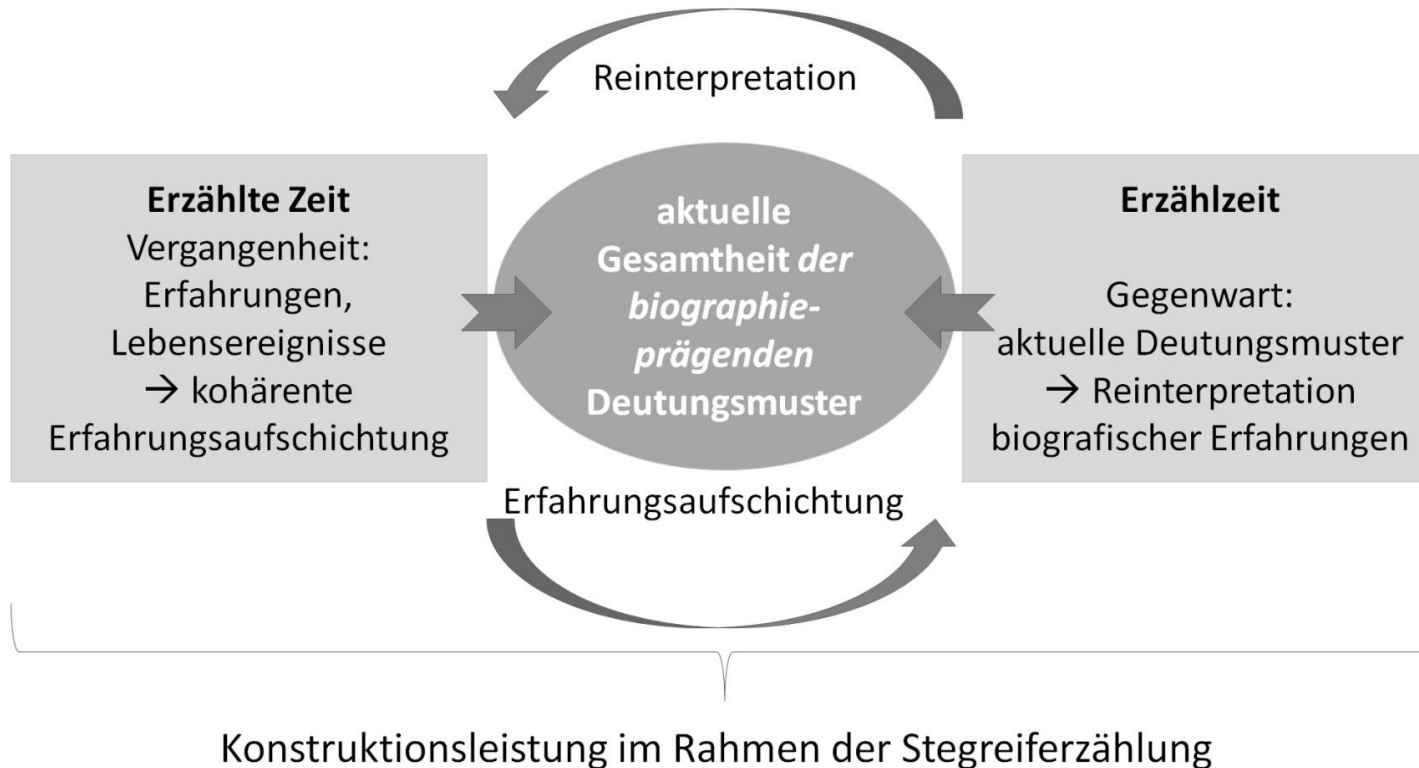 Reinterpretation
Erzählte Zeit
Vergangenheit:
Erfahrungen,
Lebensereignisse
→ kohärente
Erfahrungsaufschichtung
aktuelle
Gesamtheit der
biographie-
prägenden
Deutungsmuster
Erzählzeit
Gegenwart:
aktuelle Deutungsmuster
→ Reinterpretation
biografischer Erfahrungen
Erfahrungsaufschichtung
Konstruktionsleistung im Rahmen der Stegreiferzählung